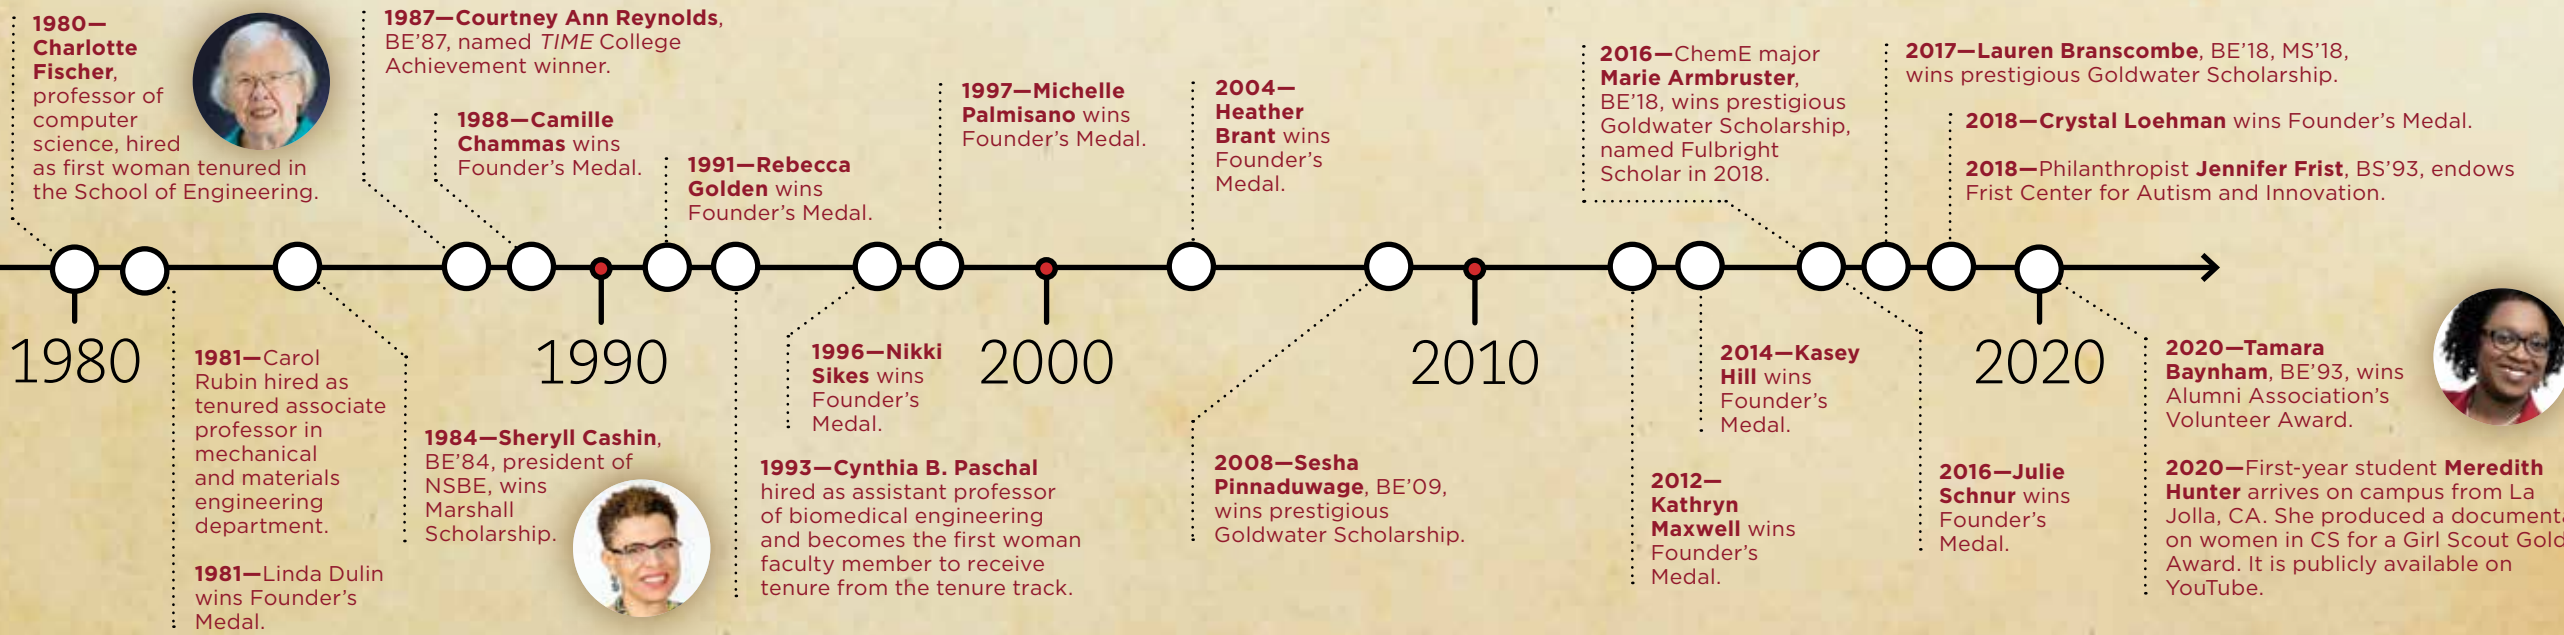 1980—
Charlotte
Fischer,
professor of
computer
science, hired
as first woman tenured in
the School of Engineering.
1987—Courtney Ann Reynolds,
BE'87, named TIME College
Achievement winner.
1988—Camille
Chammas wins
Founder's Medal.
1991—Rebecca
Golden wins
Founder's Medal.
1997—Michelle
Palmisano wins
Founder's Medal.
2004—
Heather
Brant wins
Founder's
Medal.
2016—ChemE major
Marie Armbruster,
BE'18, wins prestigious
Goldwater Scholarship,
named Fulbright
Scholar in 2018.
2017—Lauren Branscombe, BE'18, MS'18,
wins prestigious Goldwater Scholarship.
2018—Crystal Loehman wins Founder's Medal.
2018—Philanthropist Jennifer Frist, BS'93, endows
Frist Center for Autism and Innovation.
1980
1990
2000
2010
2020
1981—Carol
Rubin hired as
tenured associate
professor in
mechanical
and materials
engineering
department.
1981—Linda Dulin
wins Founder's
Medal.
1984—Sheryll Cashin,
BE'84, president of
NSBE, wins
Marshall
Scholarship.
1993—Cynthia B. Paschal
hired as assistant professor
of biomedical engineering
and becomes the first woman
faculty member to receive
tenure from the tenure track.
1996—Nikki
Sikes wins
Founder's
Medal.
2008—Sesha
Pinnaduwage, BE'09,
wins prestigious
Goldwater Scholarship.
2012—
Kathryn
Maxwell wins
Founder's
Medal.
2014—Kasey
Hill wins
Founder's
Medal.
2016—Julie
Schnur wins
Founder's
Medal.
2020—Tamara
Baynham, BE'93, wins
Alumni Association's
Volunteer Award.
2020—First-year student Meredith
Hunter arrives on campus from La
Jolla, CA. She produced a
on women in CS for a Girl Scout Gold
Award. It is publicly available on
YouTube.